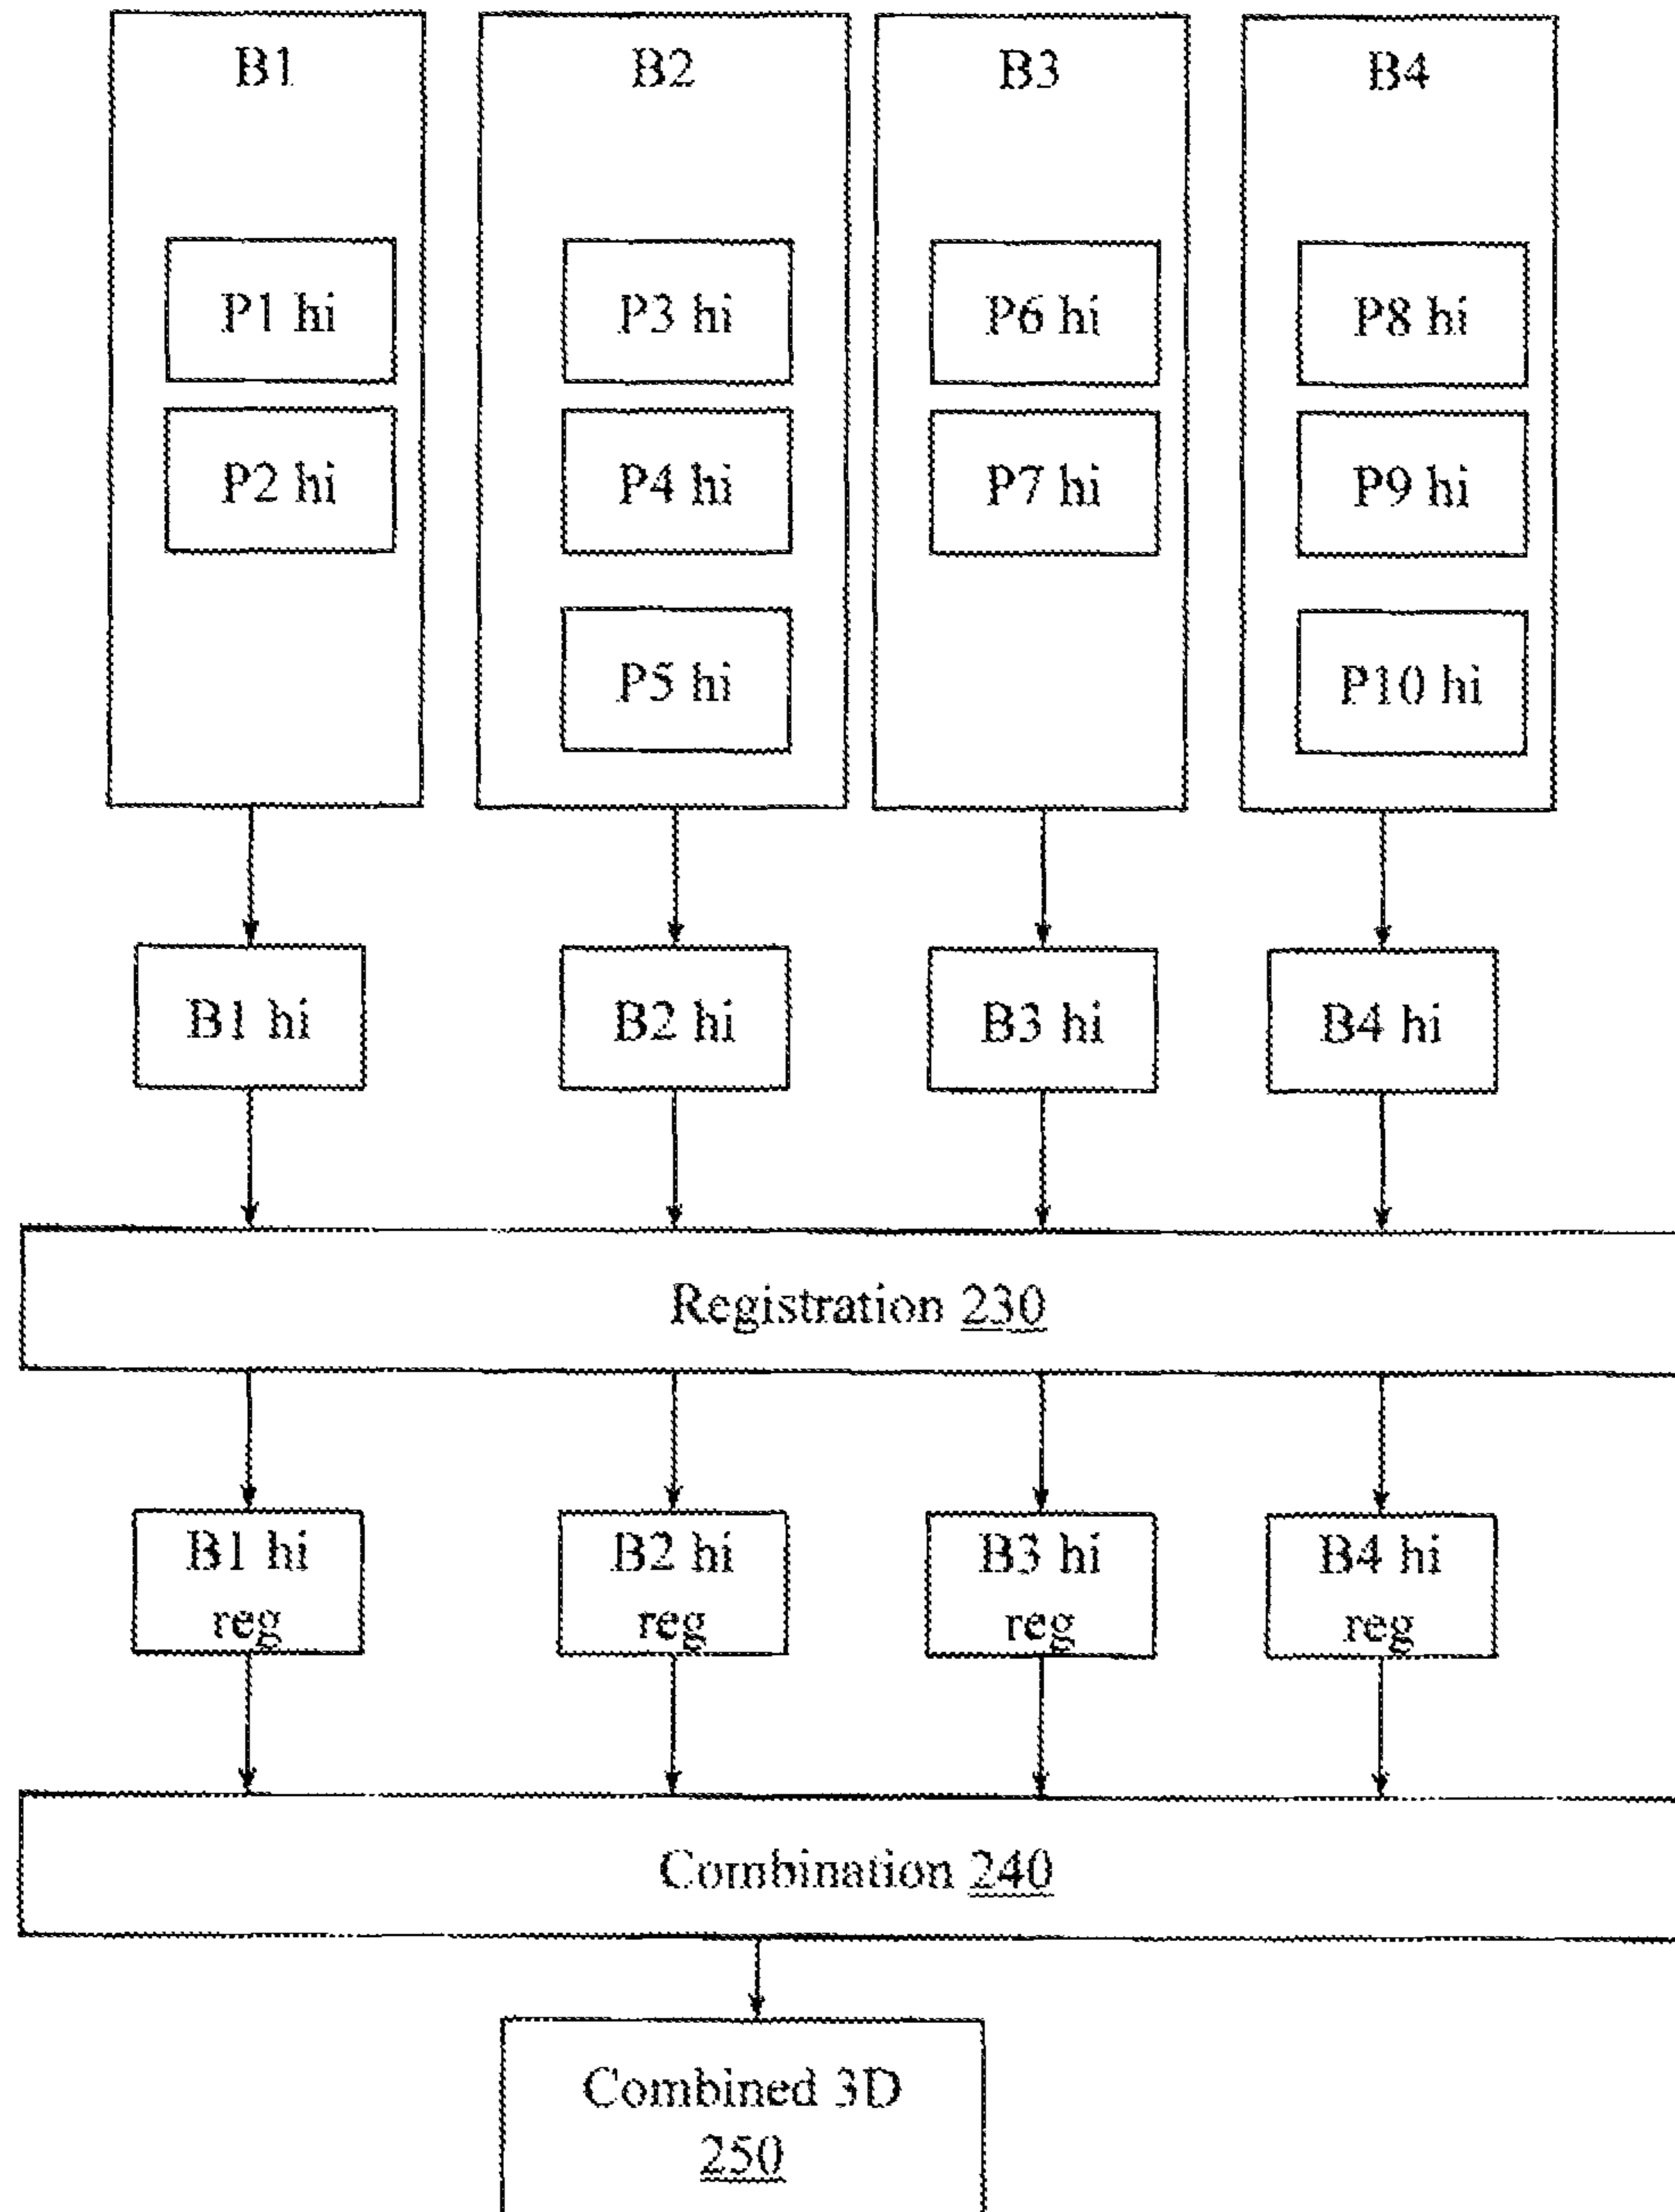 B1
B2
B3
B4
P1 hi
P3 hi
P6 hi
P8 hi
P2 hi
P4 hi
P7 hi
P9 hi
P5 hi
P10 hi
B1 hi
B2 hi
B3 hi
B4 hi
Registration 230
B1 hi
reg
B2 hi
reg
B3 hi
reg
B4 hi
reg
Combination 240
Combined 3D
250